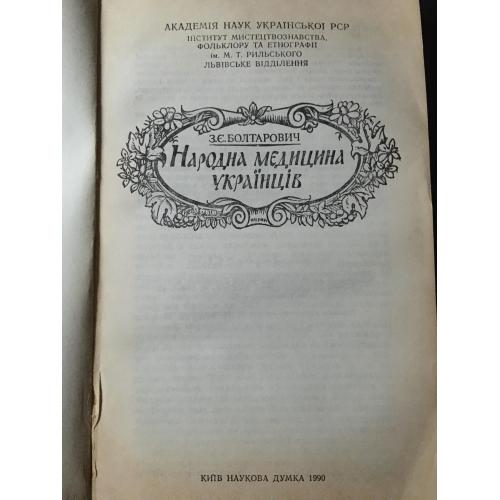 АКАДЕМІЯ НАУК УКРАЇНСЬКОЇ РСР
ІНСТИТУТ МИСТЕЦТВОЗНАВСТВА,
ФОЛЬКЛОРУ ТА ЕТНОГРАФІЇ
ім. М. Т. РИЛЬСЬКОГО
ЛЬВІВСЬКЕ ВІДДІЛЕННЯ
З.Є.БОЛТАРОВИЧ
НАРОДНА МЕДИЦИНА
УКРАЇНЦІВ
КИЇВ НАУКОВА ДУМКА 1990